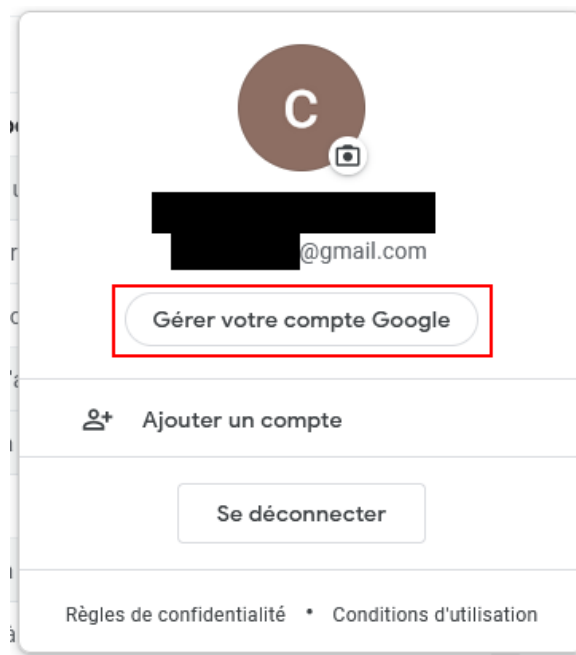 C
@gmail.com
Gérer votre compte Google
Ajouter un compte
Se déconnecter
Règles de confidentialité • Conditions d'utilisation